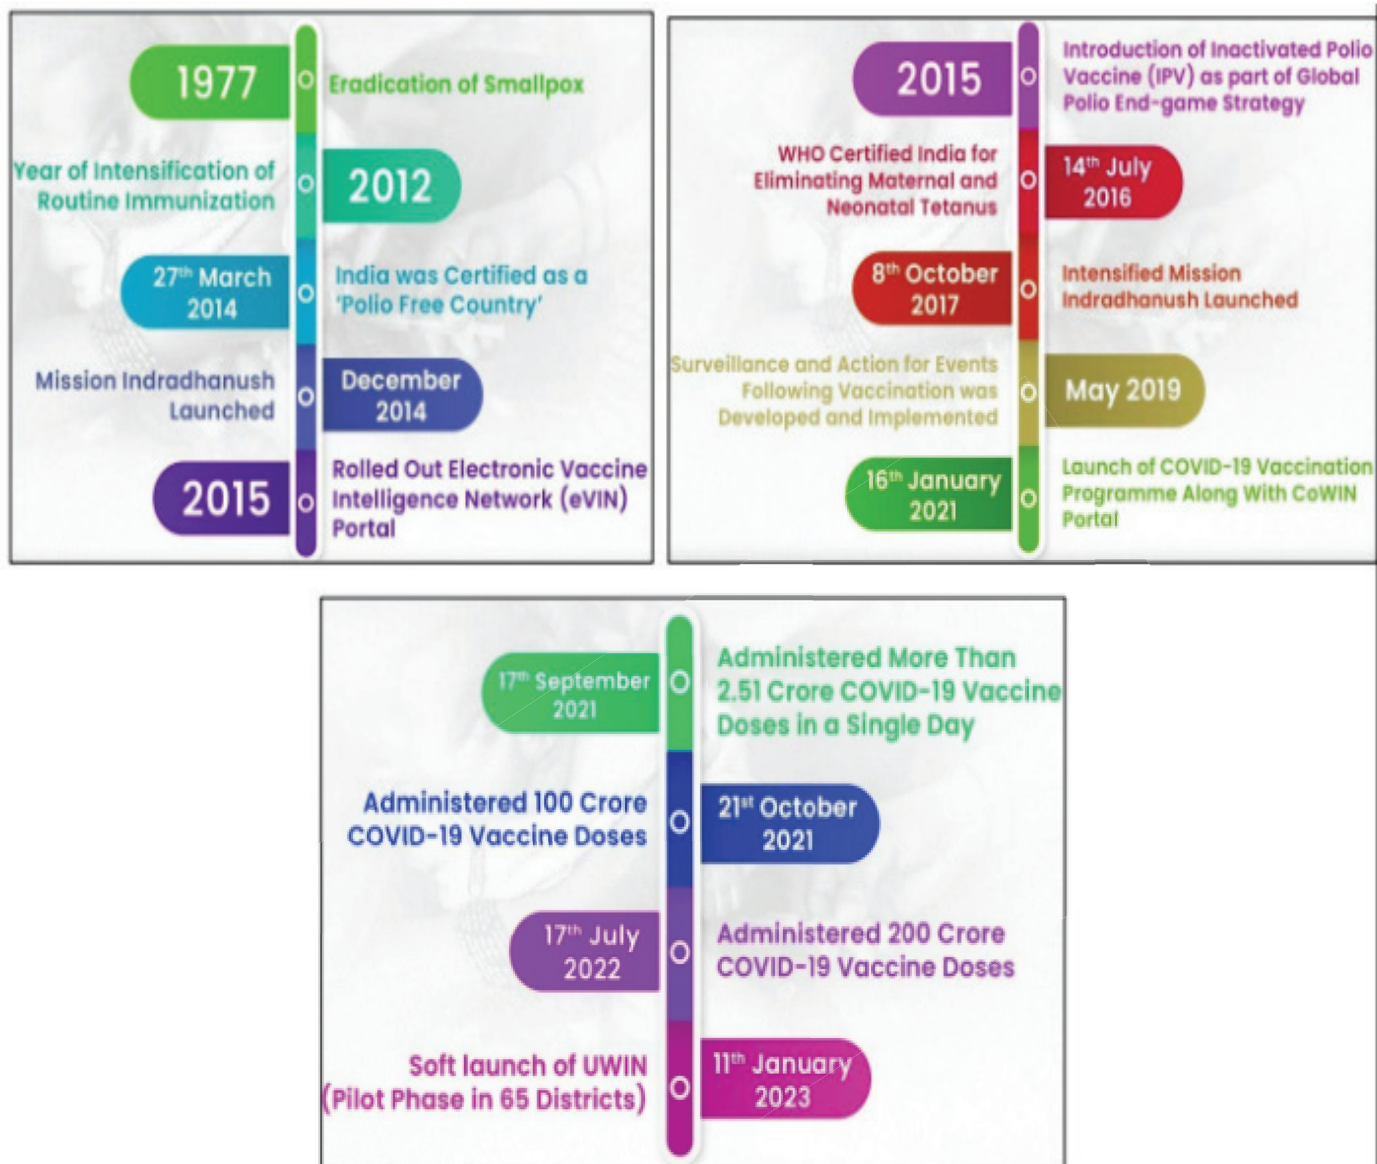 1977
Eradication of Smallpox
Year of Intensification of
Routine Immunization
2012
27th March
2014
India was Certified as a
‘Polio Free Country’
Mission Indradhanush
Launched
December
2014
2015
Rolled Out Electronic Vaccine
Intelligence Network (eVIN)
Portal
2015
Introduction of Inactivated Polio
Vaccine (IPV) as part of Global
Polio End-game Strategy
WHO Certified India for
Eliminating Maternal and
Neonatal Tetanus
14th July
2016
8th October
2017
Intensified Mission
Indradhanush Launched
Surveillance and Action for Events
Following Vaccination was
Developed and Implemented
May 2019
16th January
2021
Launch of COVID-19 Vaccination
Programme Along With CoWIN
Portal
17th September
2021
Administered More Than
2.51 Crore COVID-19 Vaccine
Doses in a Single Day
Administered 100 Crore
COVID-19 Vaccine Doses
21st October
2021
17th July
2022
Administered 200 Crore
COVID-19 Vaccine Doses
Soft launch of UWIN
(Pilot Phase in 65 Districts)
11th January
2023